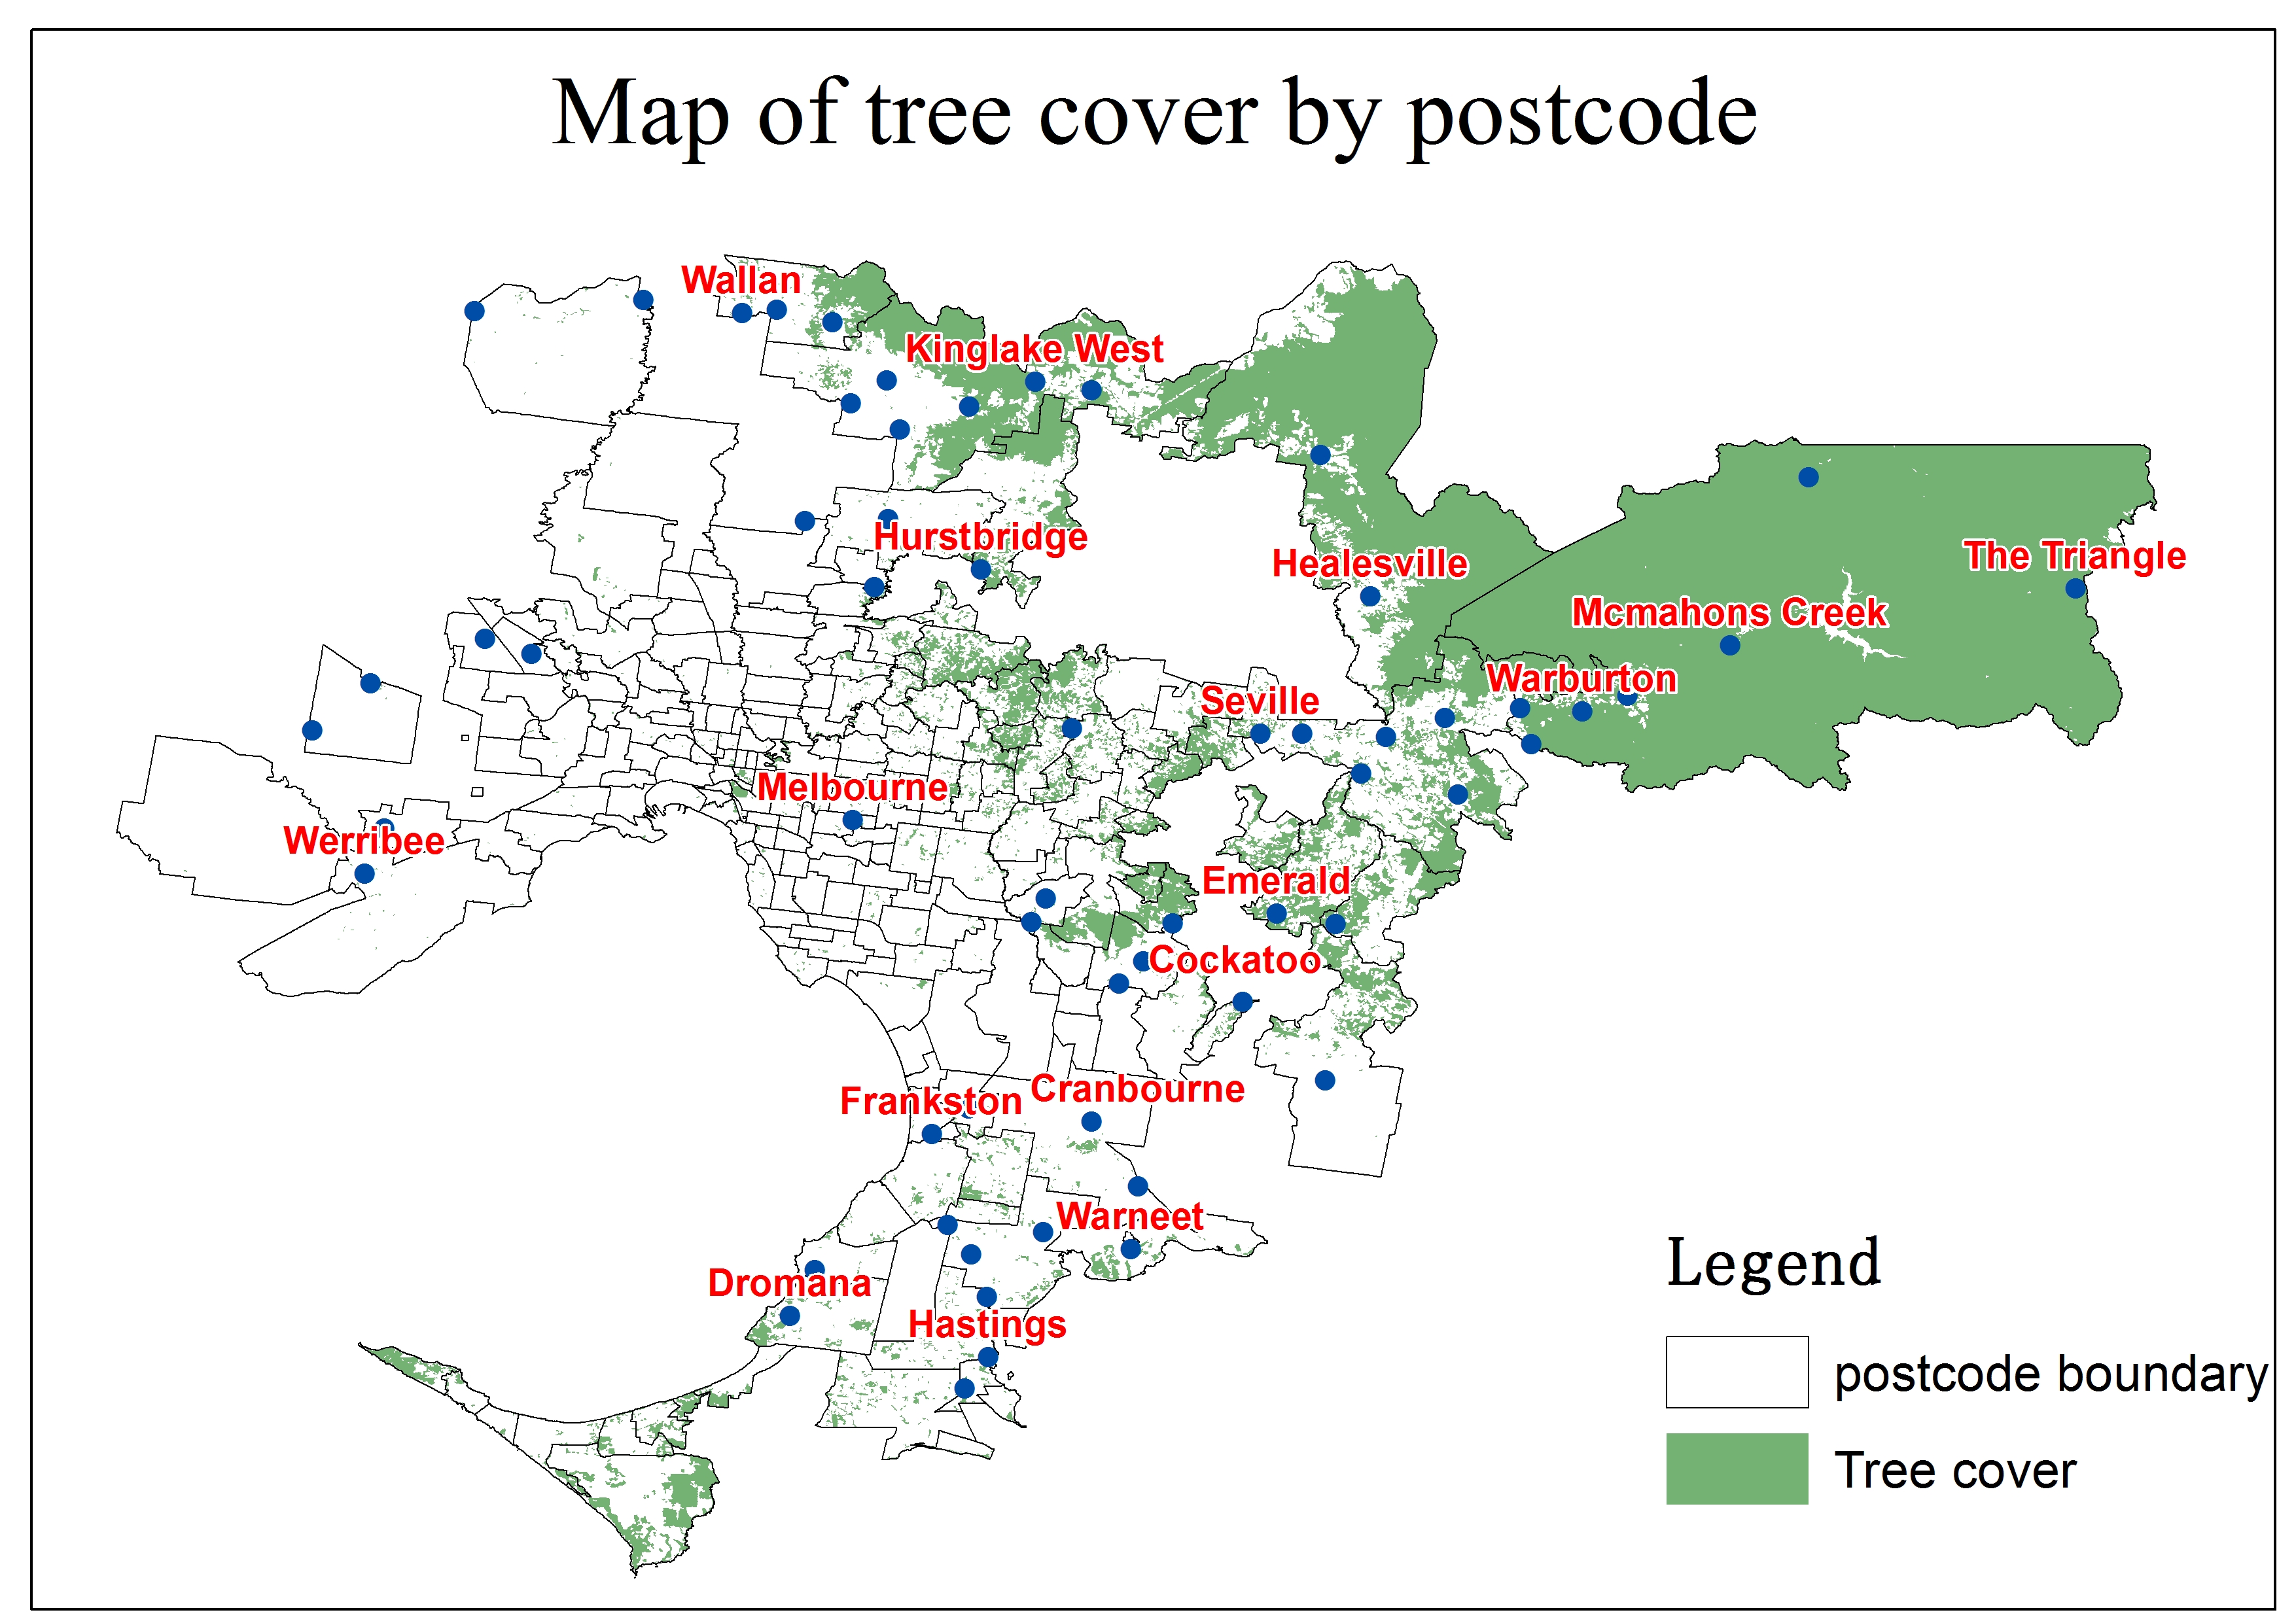 Map of tree cover by postcode
Wallan
Kinglake West
Hurstbridge
Healesville
The Triangle
Mcmahons Creek
Warburton
Seville
Melbourne
Werribee
Emerald
Cockatoo
Cranbourne
Frankston
Warneet
Dromana
Hastings
Legend
postcode boundary
Tree cover